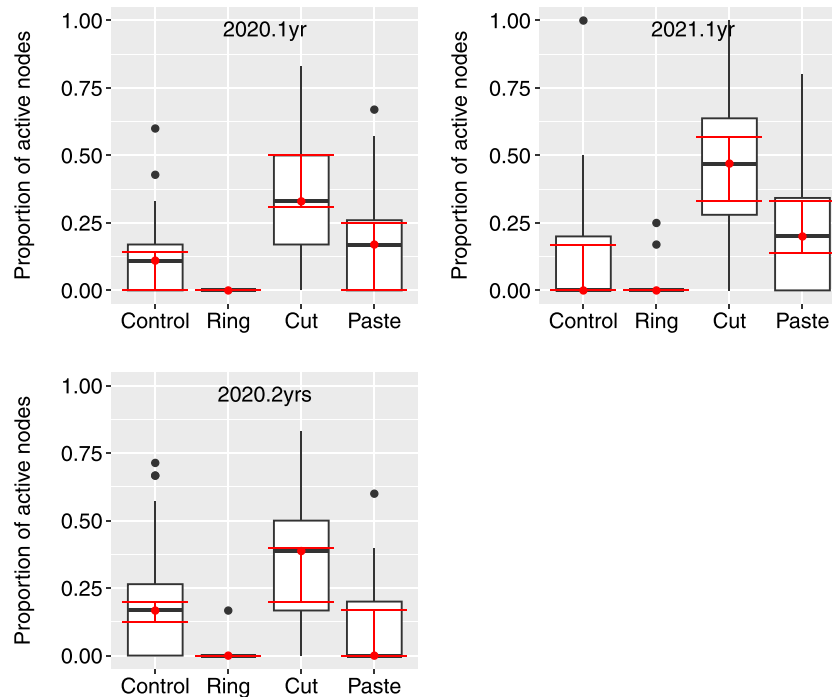 2020.1yr
Proportion of active nodes
1.00
0.75
0.50
0.25
0.00
Control Ring Cut Paste
2021.1yr
Proportion of active nodes
1.00
0.75
0.50
0.25
0.00
Control Ring Cut Paste
2020.2yrs
Proportion of active nodes
1.00
0.75
0.50
0.25
0.00
Control Ring Cut Paste